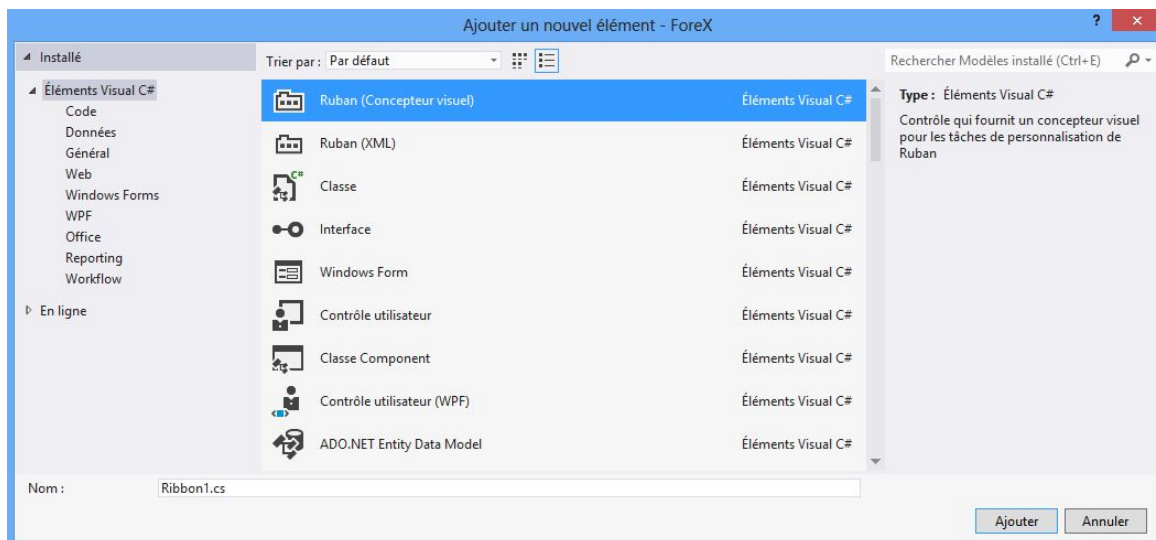 Ajouter un nouvel élément - ForeX
?
Installé
Trier par : Par défaut
Rechercher Modèles installé (Ctrl+E)
Éléments Visual C#
Code
Données
Général
Web
Windows Forms
WPF
Office
Reporting
Workflow
En ligne
Ruban (Concepteur visuel) Éléments Visual C#
Ruban (XML) Éléments Visual C#
C#
Classe Éléments Visual C#
Interface Éléments Visual C#
Windows Form Éléments Visual C#
Contrôle utilisateur Éléments Visual C#
Classe Component Éléments Visual C#
Contrôle utilisateur (WPF) Éléments Visual C#
ADO.NET Entity Data Model Éléments Visual C#
Type : Éléments Visual C#
Contrôle qui fournit un concepteur visuel
pour les tâches de personnalisation de
Ruban
Nom : Ribbon1.cs
Ajouter Annuler